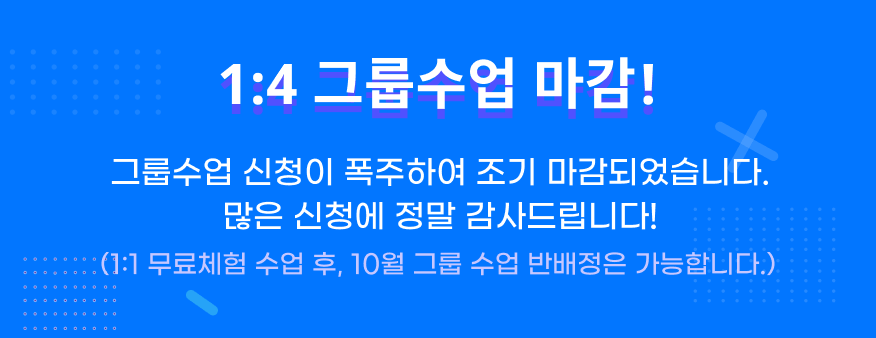 1:4 그룹수업 마감!
그룹수업 신청이 폭주하여 조기 마감되었습니다.
많은 신청에 정말 감사드립니다!
(1:1 무료체험 수업 후, 10월 그룹 수업 반배정은 가능합니다.)